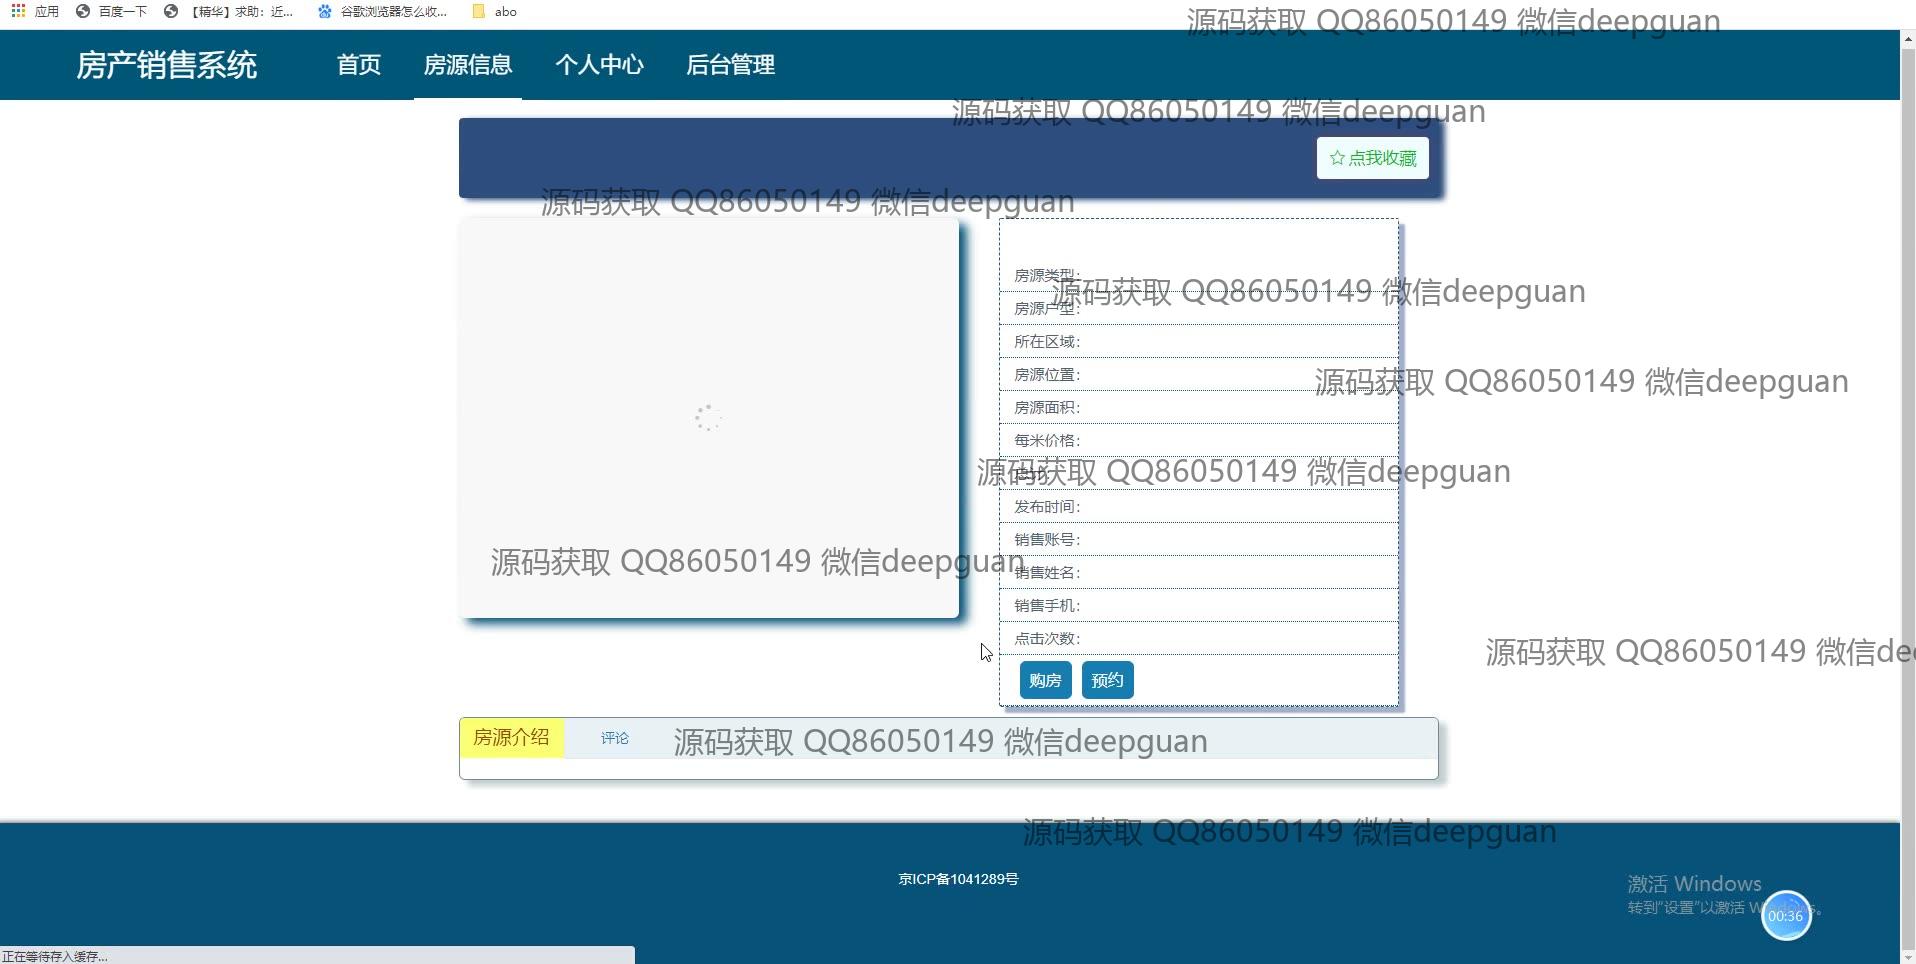 应用 百度一下 【精华】求助：近... 谷歌浏览器怎么收... abo
源码获取 QQ86050149 微信deepguan
房产销售系统 首页 房源信息 个人中心 后台管理
源码获取 QQ86050149 微信deepguan
点我收藏
源码获取 QQ86050149 微信deepguan
房源类型：
源码获取 QQ86050149 微信deepguan
房源户型：
所在区域：
房源位置：
源码获取 QQ86050149 微信deepguan
房源面积：
每米价格：
源码获取 QQ86050149 微信deepguan
发布时间：
销售账号：
源码获取 QQ86050149 微信deepguan
销售姓名：
销售手机：
点击次数：
源码获取 QQ86050149 微信de
购房 预约
房源介绍 评论
源码获取 QQ86050149 微信deepguan
源码获取 QQ86050149 微信deepguan
京ICP备1041289号
激活 Windows
转到"设置"以激活 Windows。
00:36
正在等待存入缓存...